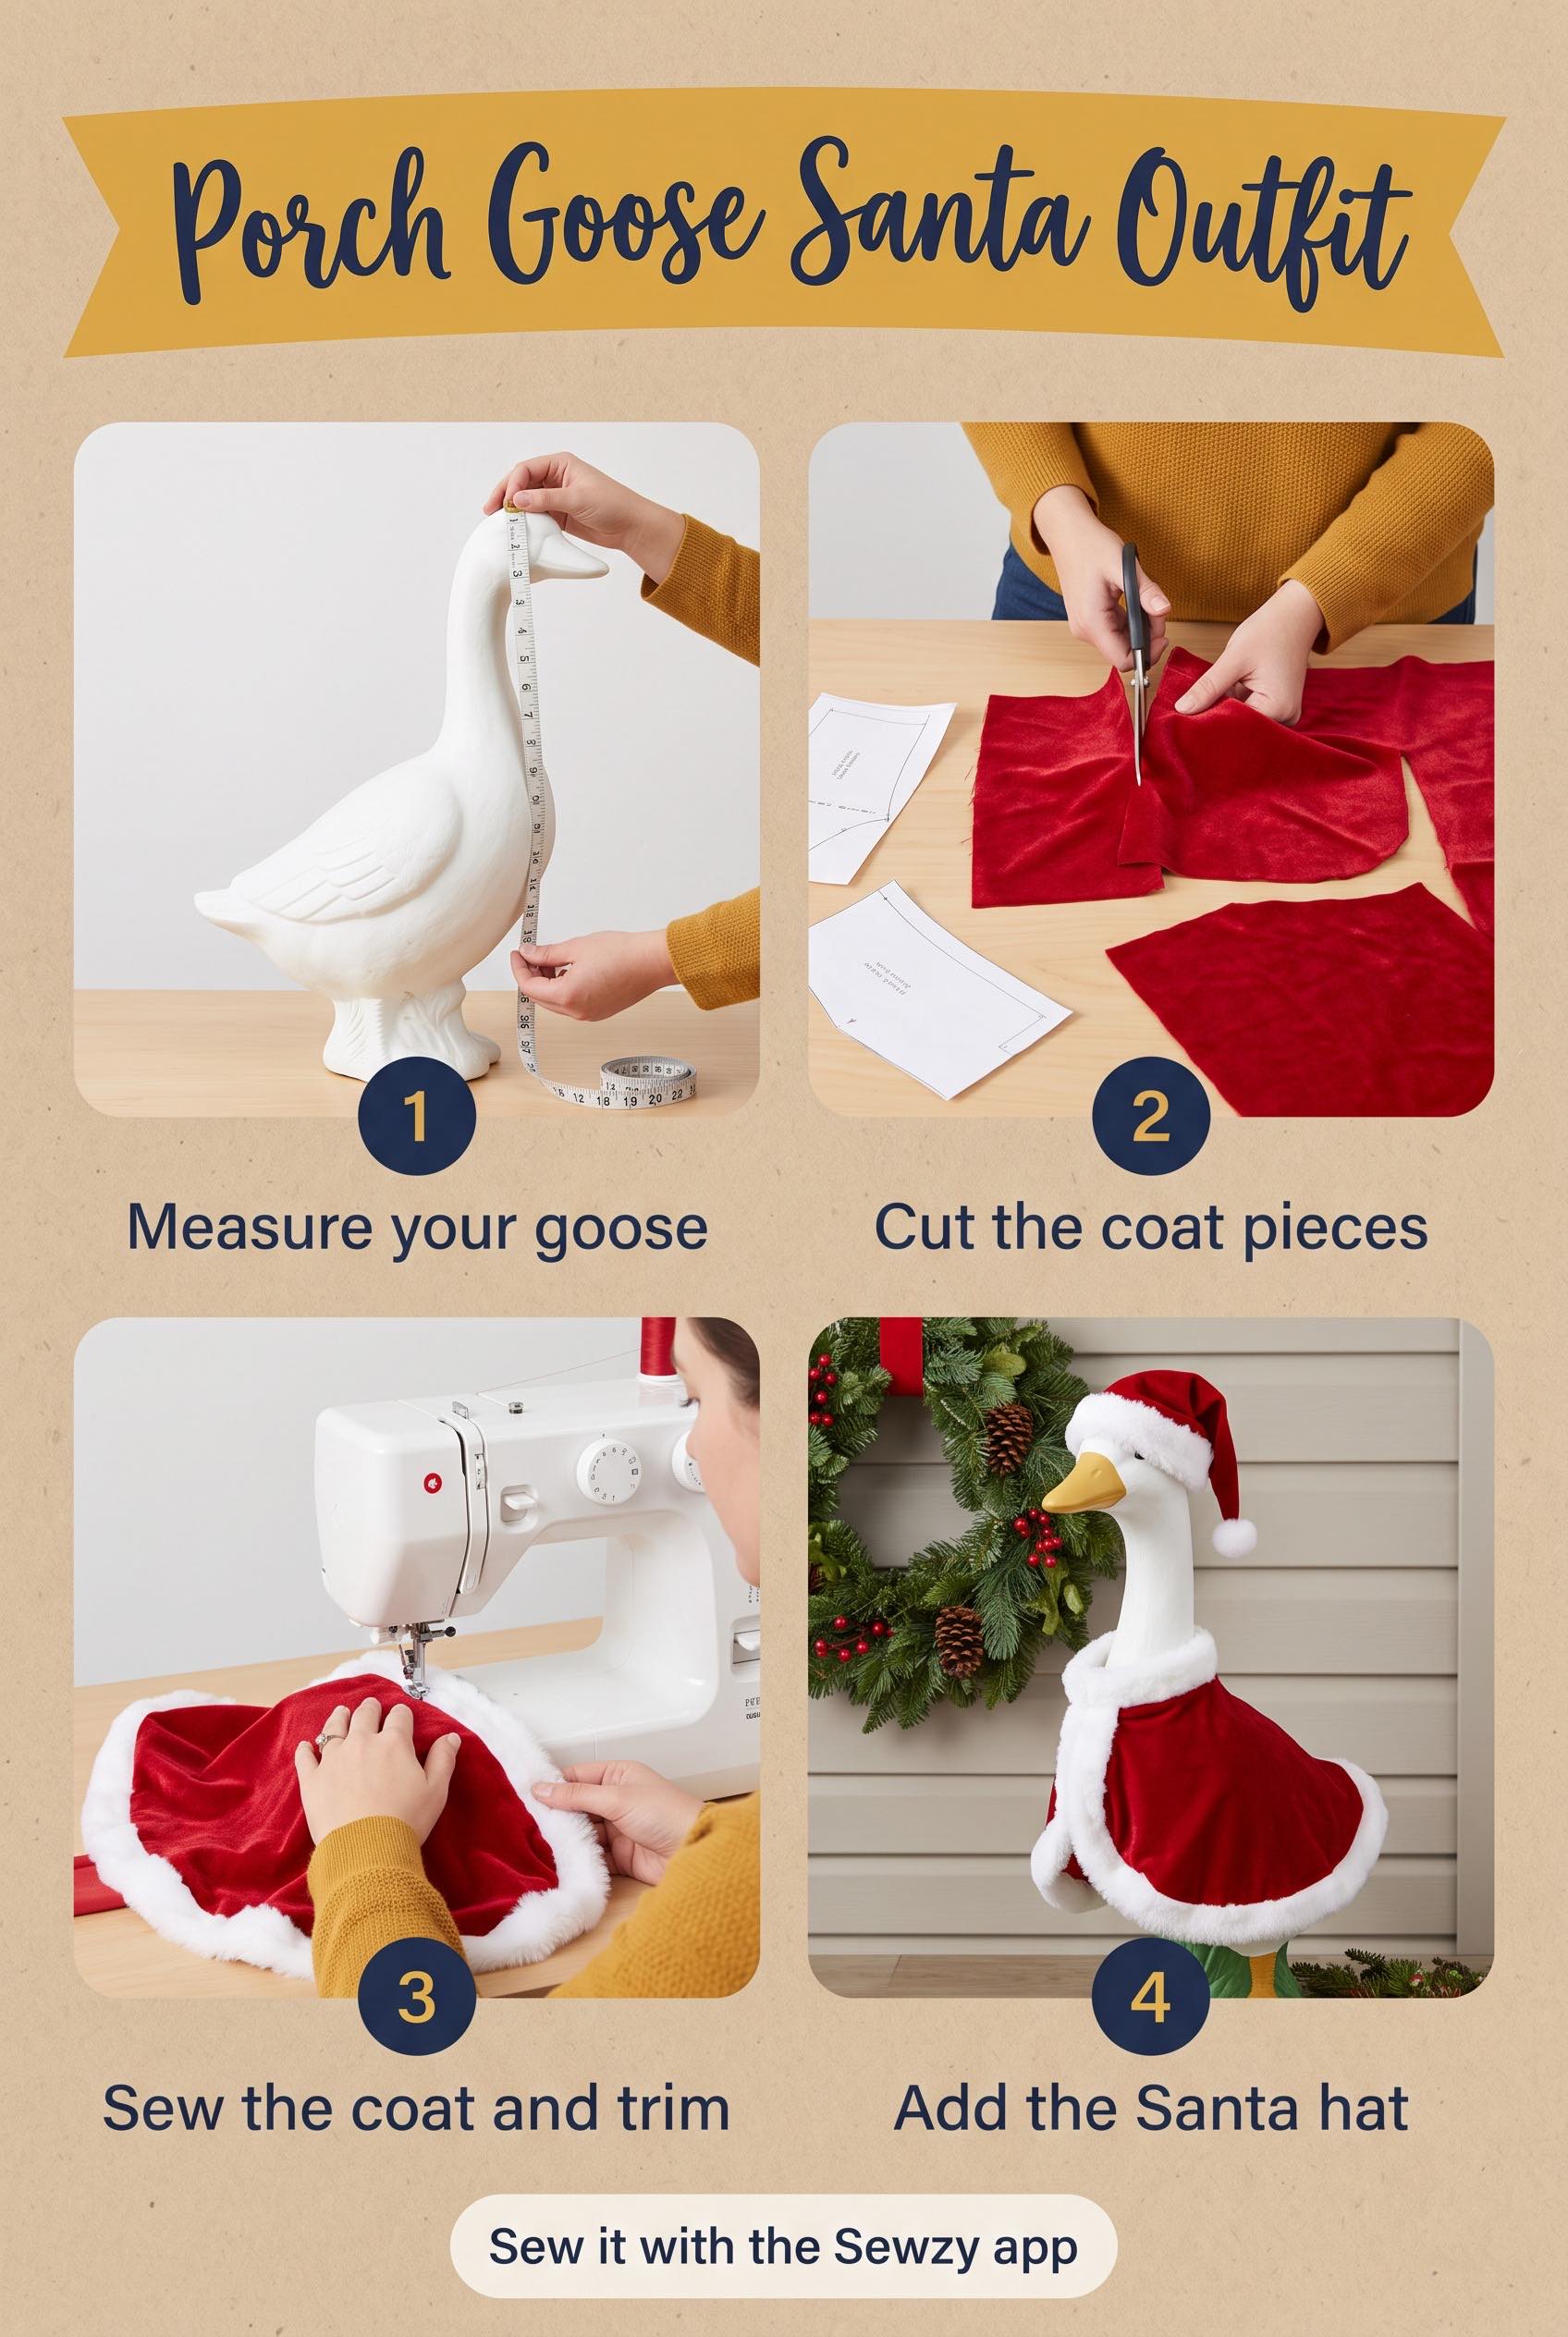 Porch Goose Santa Outfit
1
2
Measure your goose
Cut the coat pieces
3
4
Sew the coat and trim
Add the Santa hat
Sew it with the Sewzy app